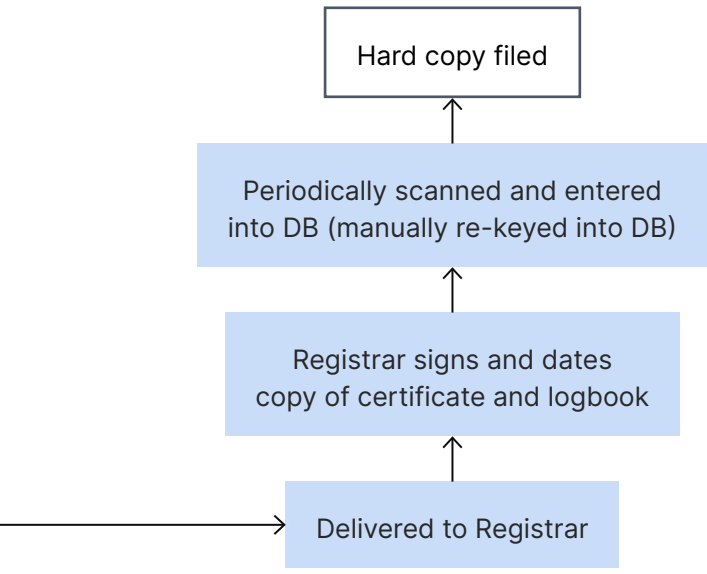 Hard copy filed
Periodically scanned and entered
into DB (manually re-keyed into DB)
Registrar signs and dates
copy of certificate and logbook
Delivered to Registrar